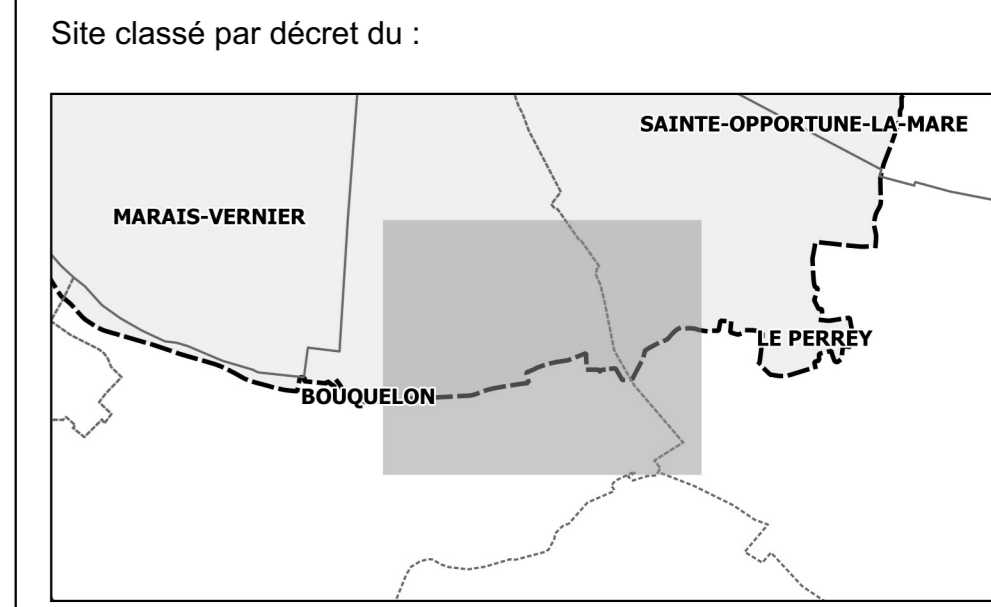 Site classé par décret du :
SAINTE-OPPORTUNE-LA-MARE
MARAIS-VERNIER
LE PERREY
BOUQUELON